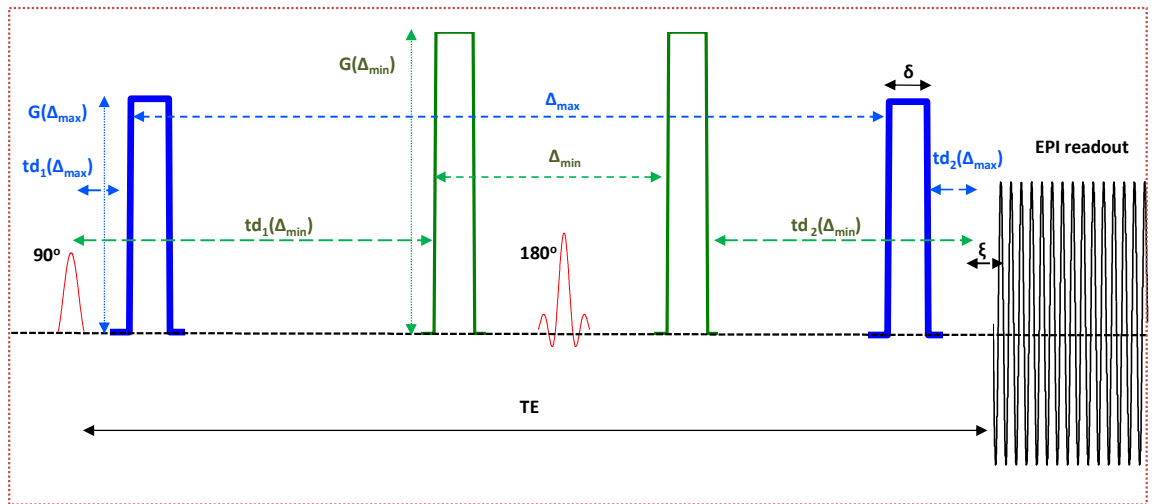 G(Δmin)
δ
G(Δmax)
Δmax
EPI readout
td1(Δmax)
Δmin
td2(Δmax)
td1(Δmin)
td2(Δmin)
90o
180o
ξ
TE